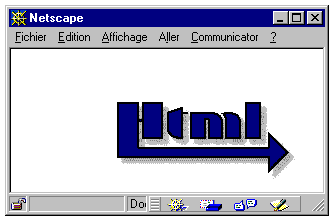 Netscape
Fichier Edition Affichage Aller Communicator ?
Html
Do